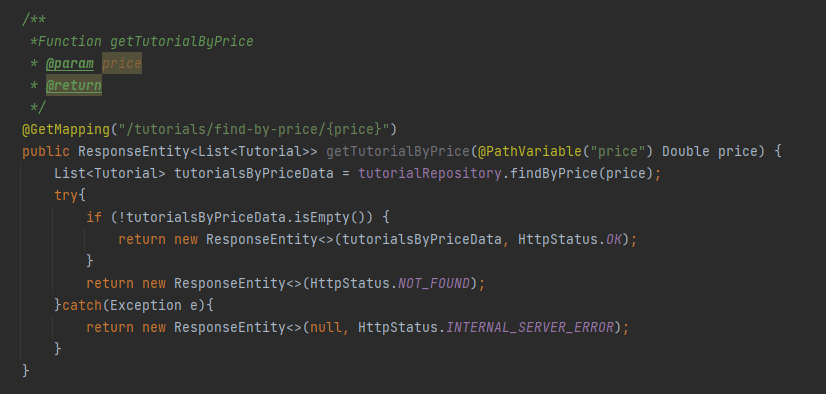 /**
 *Function getTutorialByPrice
 * @param price
 * @return
 */
@GetMapping("/tutorials/find-by-price/{price}")
public ResponseEntity<List<Tutorial>> getTutorialByPrice(@PathVariable("price") Double price) {
    List<Tutorial> tutorialsByPriceData = tutorialRepository.findByPrice(price);
    try{
        if (!tutorialsByPriceData.isEmpty()) {
            return new ResponseEntity<>(tutorialsByPriceData, HttpStatus.OK);
        }
        return new ResponseEntity<>(HttpStatus.NOT_FOUND);
    }catch(Exception e){
        return new ResponseEntity<>(null, HttpStatus.INTERNAL_SERVER_ERROR);
    }
}